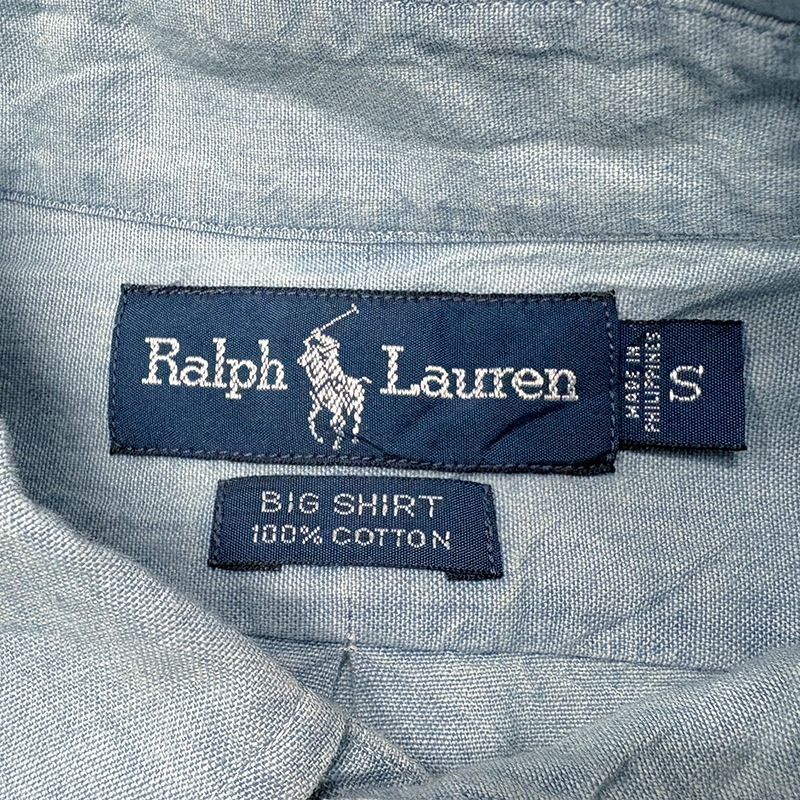 Ralph Lauren
MADE IN
PHILIPPINES
S
BIG SHIRT
100% COTTON